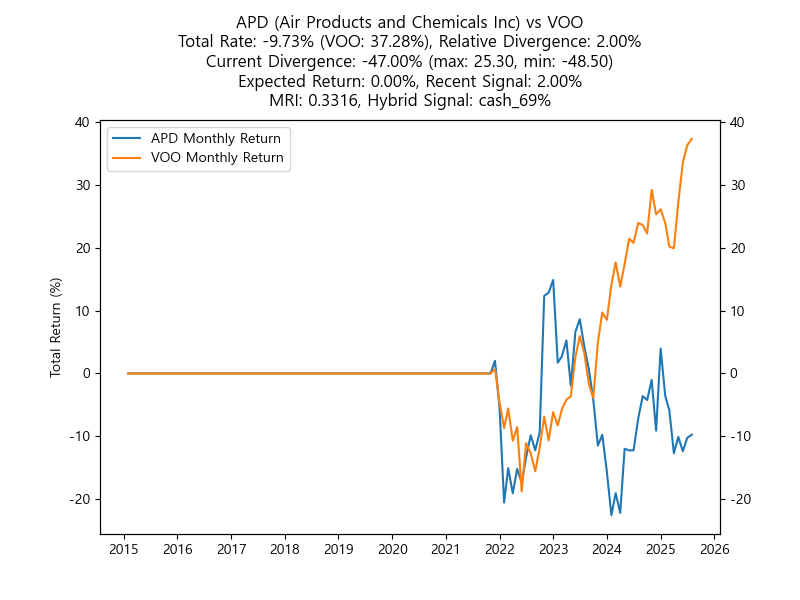 APD (Air Products and Chemicals Inc) vs VOO
Total Rate: -9.73% (VOO: 37.28%), Relative Divergence: 2.00%
Current Divergence: -47.00% (max: 25.30, min: -48.50)
Expected Return: 0.00%, Recent Signal: 2.00%
MRI: 0.3316, Hybrid Signal: cash_69%
APD Monthly Return
VOO Monthly Return
Total Return (%)
40
30
20
10
0
-10
-20
40
30
20
10
0
-10
-20
2015 2016 2017 2018 2019 2020 2021 2022 2023 2024 2025 2026